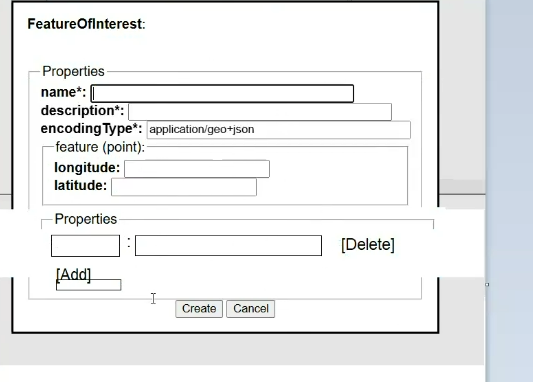 FeatureOfInterest:
Properties
name*:
description*:
encodingType*: application/geo+json
feature (point):
longitude:
latitude:
Properties
: [Delete]
[Add]
Create Cancel